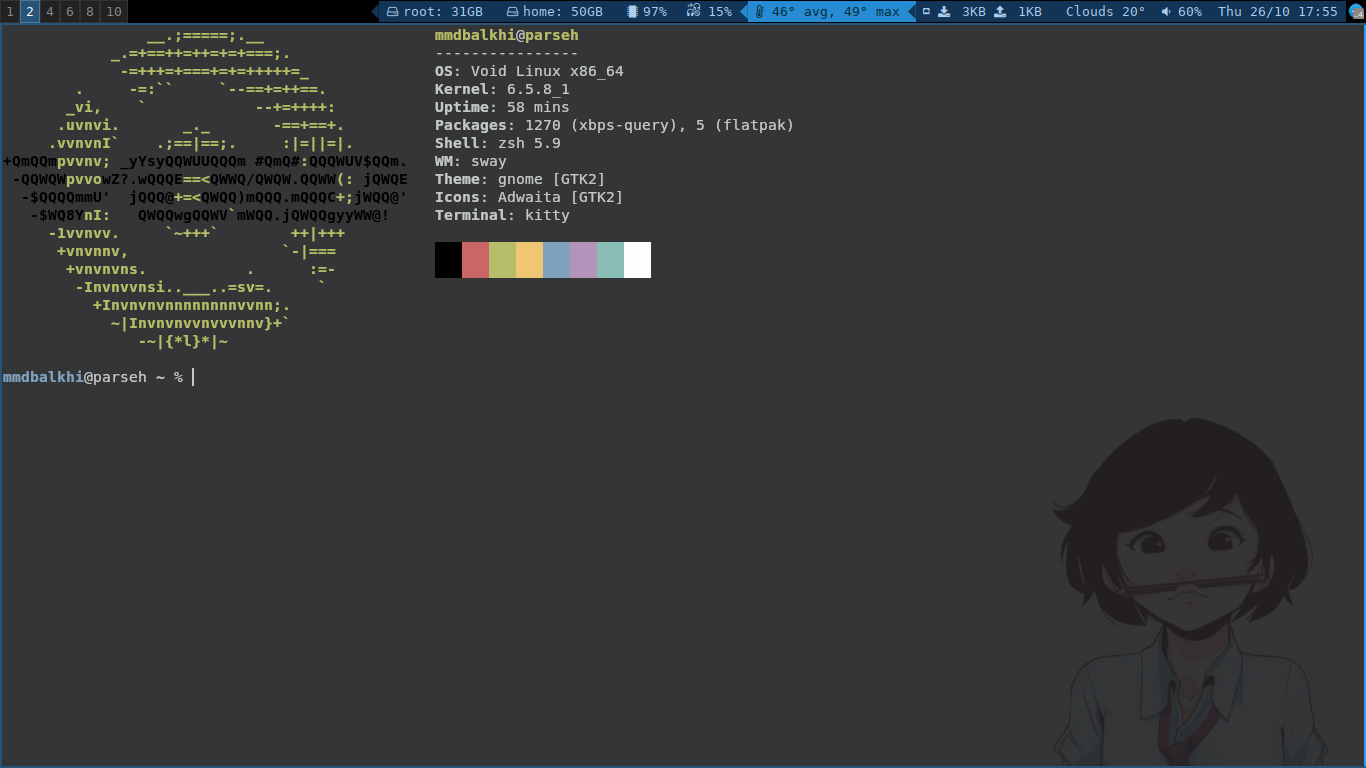 1 2 4 6 8 10 root: 31GB home: 50GB 97% 15% 46° avg, 49° max 3KB 1KB Clouds 20° 60% Thu 26/10 17:55
__.;=====;.__
_.=+==++=++=+=+===;.
-=+++=+===+=+=+++++=_
. -=:`` `--==+=++==.
_vi, ` --+=++++:
.uvnvi. _._ -==+==+.
.vvnvnI` .;==|==;. :|=||=|.
+QmQQmpvvnv; _yYsyQQWUUQQQm #QmQ#:QQQWUV$QQm.
-QQWQWpvvowZ?.wQQQE==<QWWQ/QWQW.QQWW(: jQWQE
-$QQQQmmU' jQQQ@+=<QWQQ)mQQQ.mQQQC+;jWQQ@'
-$WQ8YnI: QWQQwgQQWV`mWQQ.jQWQQgyyWW@!
-1vvnvv. `~+++` ++|+++
+vnvnnv, `-|===
+vnvnvns. . :=-
-Invnvvnsi..___..=sv=. `
+Invnvnvnnnnnnnnvvnn;.
~|Invnvnvvnvvvnnv}+`
-~|{*l}*|~
mmdbalkhi@parseh
----------------
OS: Void Linux x86_64
Kernel: 6.5.8_1
Uptime: 58 mins
Packages: 1270 (xbps-query), 5 (flatpak)
Shell: zsh 5.9
WM: sway
Theme: gnome [GTK2]
Icons: Adwaita [GTK2]
Terminal: kitty
mmdbalkhi@parseh ~ %